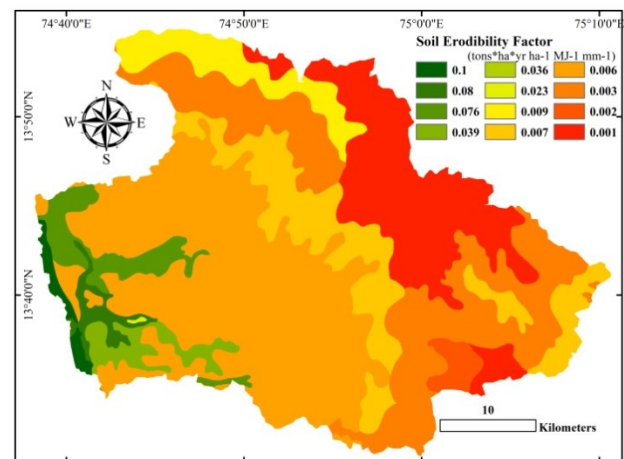 74°40'0"E 74°50'0"E 75°0'0"E 75°10'0"E
Soil Erodibility Factor
(tons*ha*yr ha-1 MJ-1 mm-1)
0.1 0.036 0.006
0.08 0.023 0.003
0.076 0.009 0.002
0.039 0.007 0.001
N
W E
S
13°50'0"N
13°40'0"N
10
Kilometers